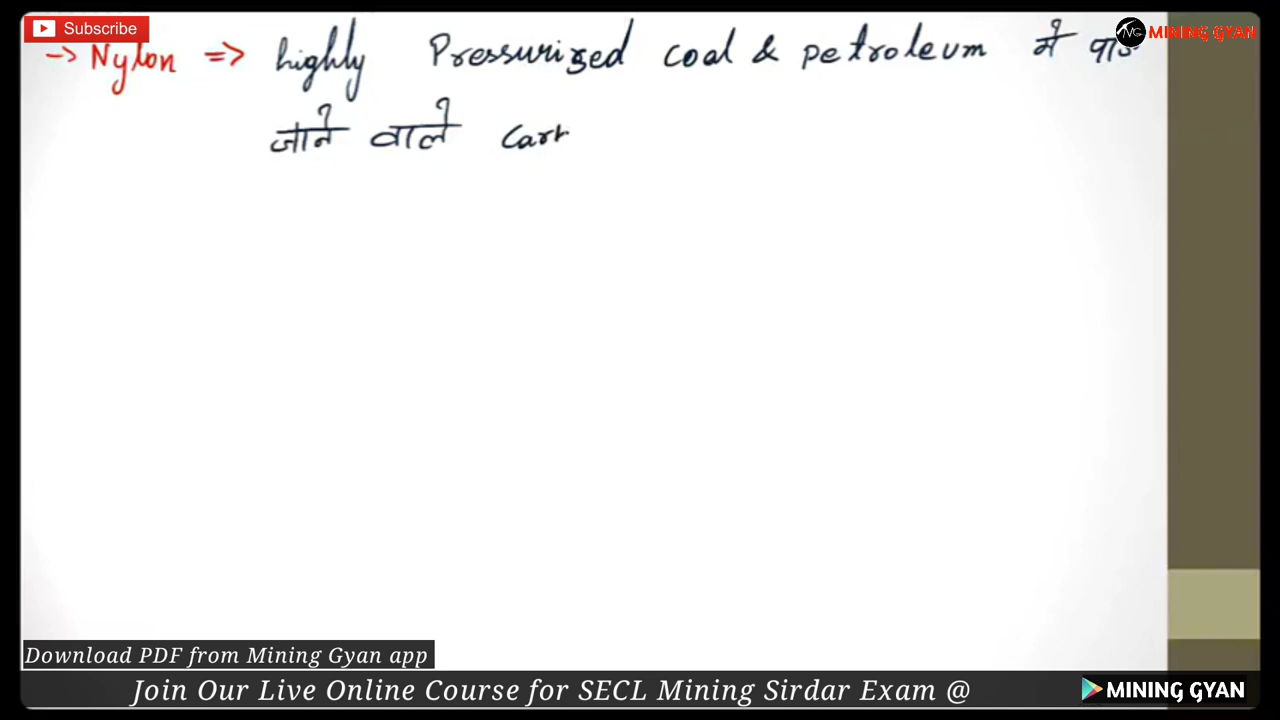 Subscribe
MINING GYAN
→ Nylon ⇒ highly Pressurized coal & petroleum में
जाने वाले Carb
Download PDF from Mining Gyan app
Join Our Live Online Course for SECL Mining Sirdar Exam @
MINING GYAN